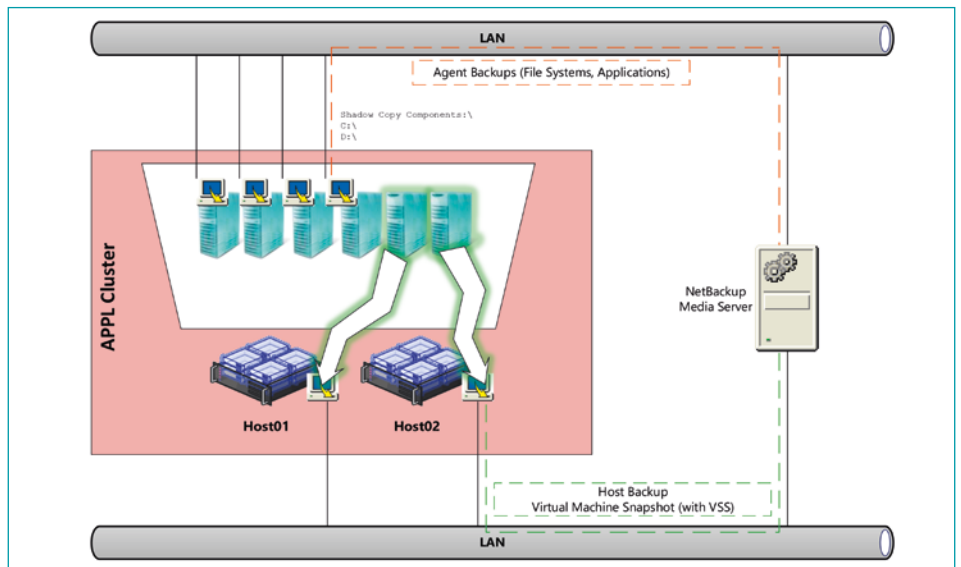 LAN
Agent Backups (File Systems, Applications)
Shadow Copy Components:\
C:\
D:\
APPL Cluster
NetBackup
Media Server
Host01
Host02
Host Backup
Virtual Machine Snapshot (with VSS)
LAN